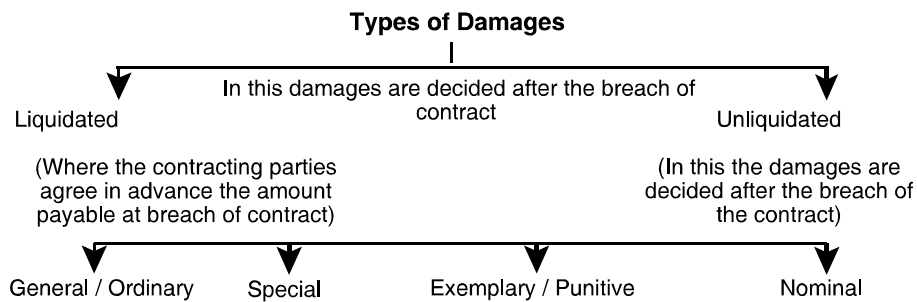 Types of Damages
In this damages are decided after the breach of
contract
Liquidated
Unliquidated
(Where the contracting parties
agree in advance the amount
payable at breach of contract)
(In this the damages are
decided after the breach of
the contract)
General / Ordinary
Special
Exemplary / Punitive
Nominal